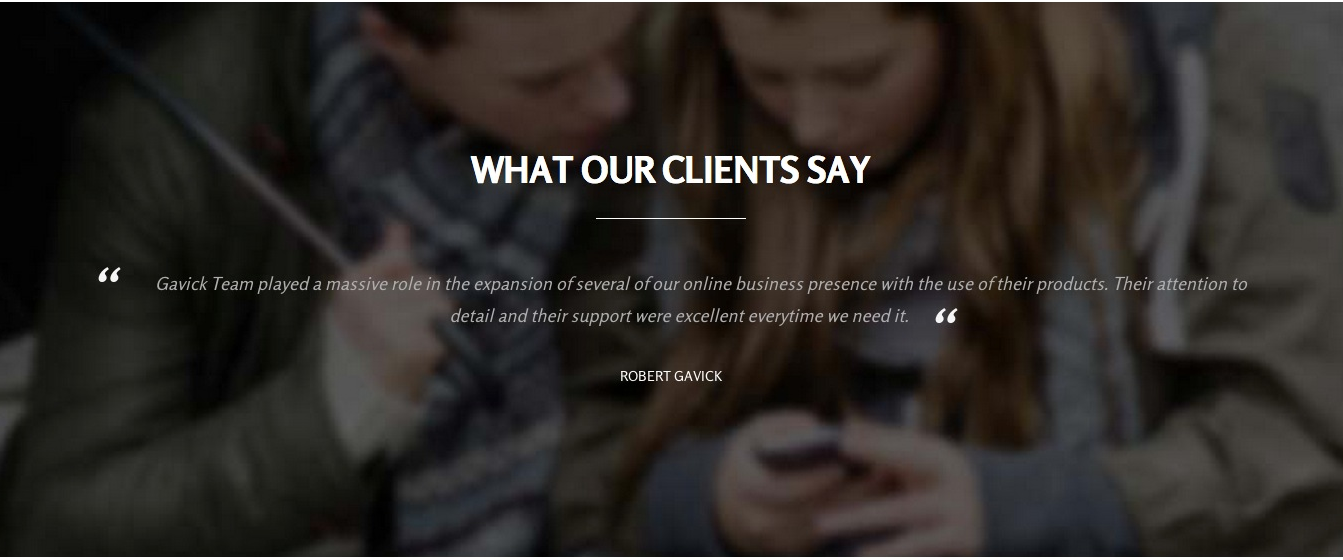 WHAT OUR CLIENTS SAY
“ Gavick Team played a massive role in the expansion of several of our online business presence with the use of their products. Their attention to
detail and their support were excellent everytime we need it. “
ROBERT GAVICK